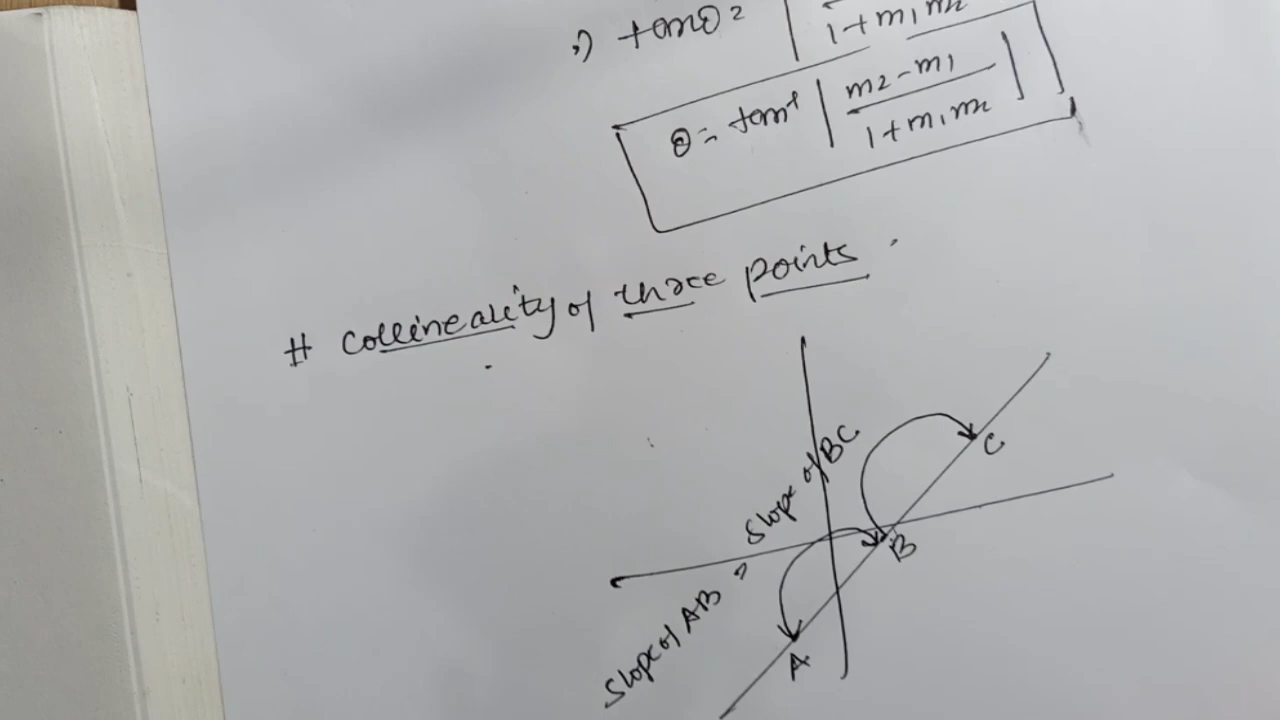 ⇒ tanθ = | 1+m₁m₂
θ = tan⁻¹ | m₂-m₁ / 1+m₁m₂ |
# Collineality of three points
Slope of AB = Slope of BC
C
B
A